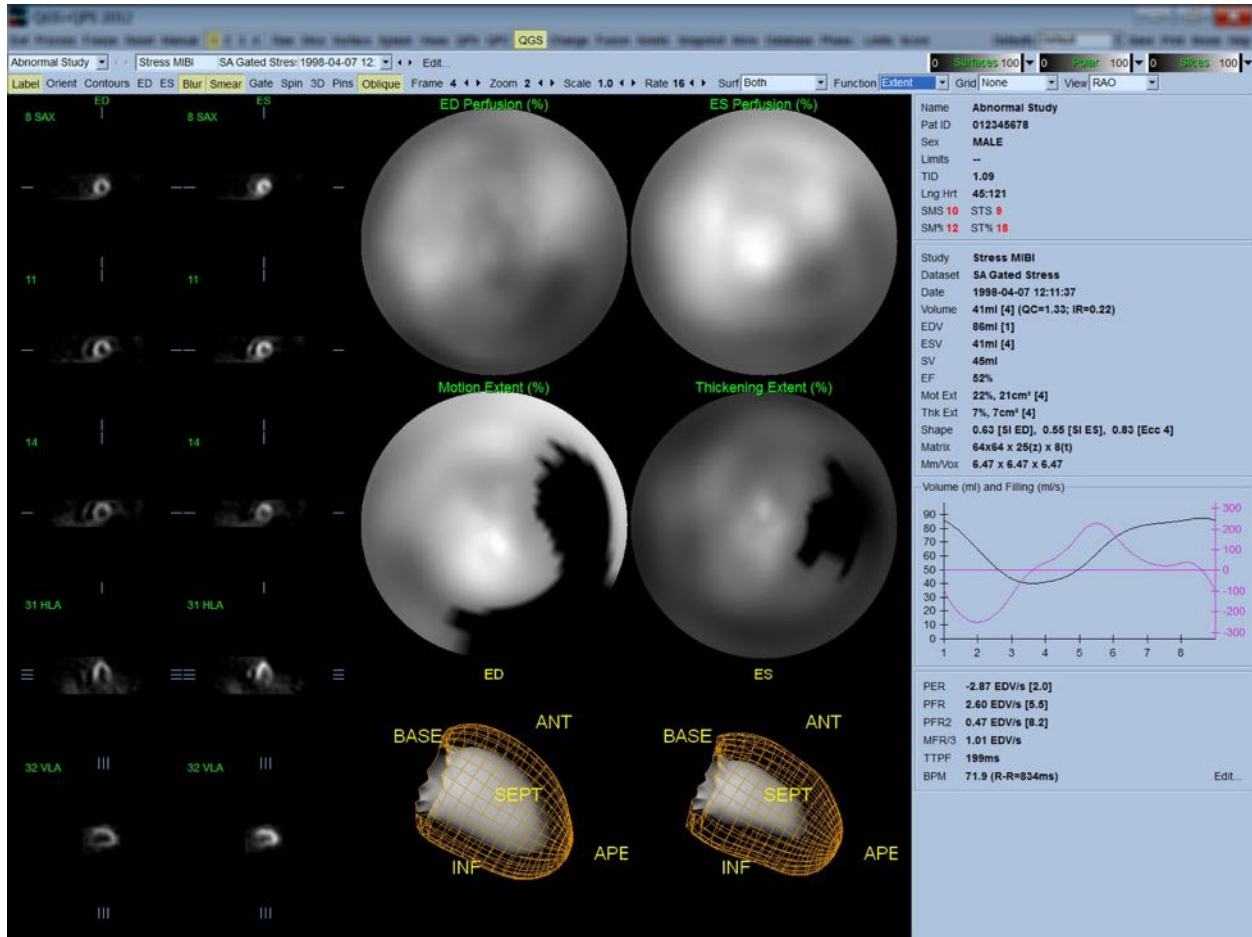 QGS+QPS 2012
QGS
Abnormal Study Stress MIBI SA Gated Stres: 1998-04-07 12: Edit...
0 Surfaces 100 0 Polar 100 0 Slices 100
Label Orient Contours ED ES Blur Smear Gate Spin 3D Pins Oblique Frame 4 Zoom 2 Scale 1.0 Rate 16 Surf Both Function Extent Grid None View RAO
ED ES
8 SAX 8 SAX
11 11
14 14
31 HLA 31 HLA
32 VLA 32 VLA
ED Perfusion (%) ES Perfusion (%)
Motion Extent (%) Thickening Extent (%)
ED ES
BASE ANT SEPT INF APE
BASE ANT SEPT INF APE
Name Abnormal Study
Pat ID 012345678
Sex MALE
Limits --
TID 1.09
Lng:Hrt 45:121
SMS 10 STS 9
SM% 12 ST% 18
Study Stress MIBI
Dataset SA Gated Stress
Date 1998-04-07 12:11:37
Volume 41ml [4] (QC=1.33; IR=0.22)
EDV 86ml [1]
ESV 41ml [4]
SV 45ml
EF 52%
Mot Ext 22%, 21cm² [4]
Thk Ext 7%, 7cm² [4]
Shape 0.63 [SI ED], 0.55 [SI ES], 0.83 [Ecc 4]
Matrix 64x64 x 25(z) x 8(t)
Mm/Vox 6.47 x 6.47 x 6.47
Volume (ml) and Filling (ml/s)
90 80 70 60 50 40 30 20 10 0
300 200 100 0 -100 -200 -300
1 2 3 4 5 6 7 8
PER -2.87 EDV/s [2.0]
PFR 2.60 EDV/s [5.5]
PFR2 0.47 EDV/s [8.2]
MFR/3 1.01 EDV/s
TTPF 199ms
BPM 71.9 (R-R=834ms) Edit...